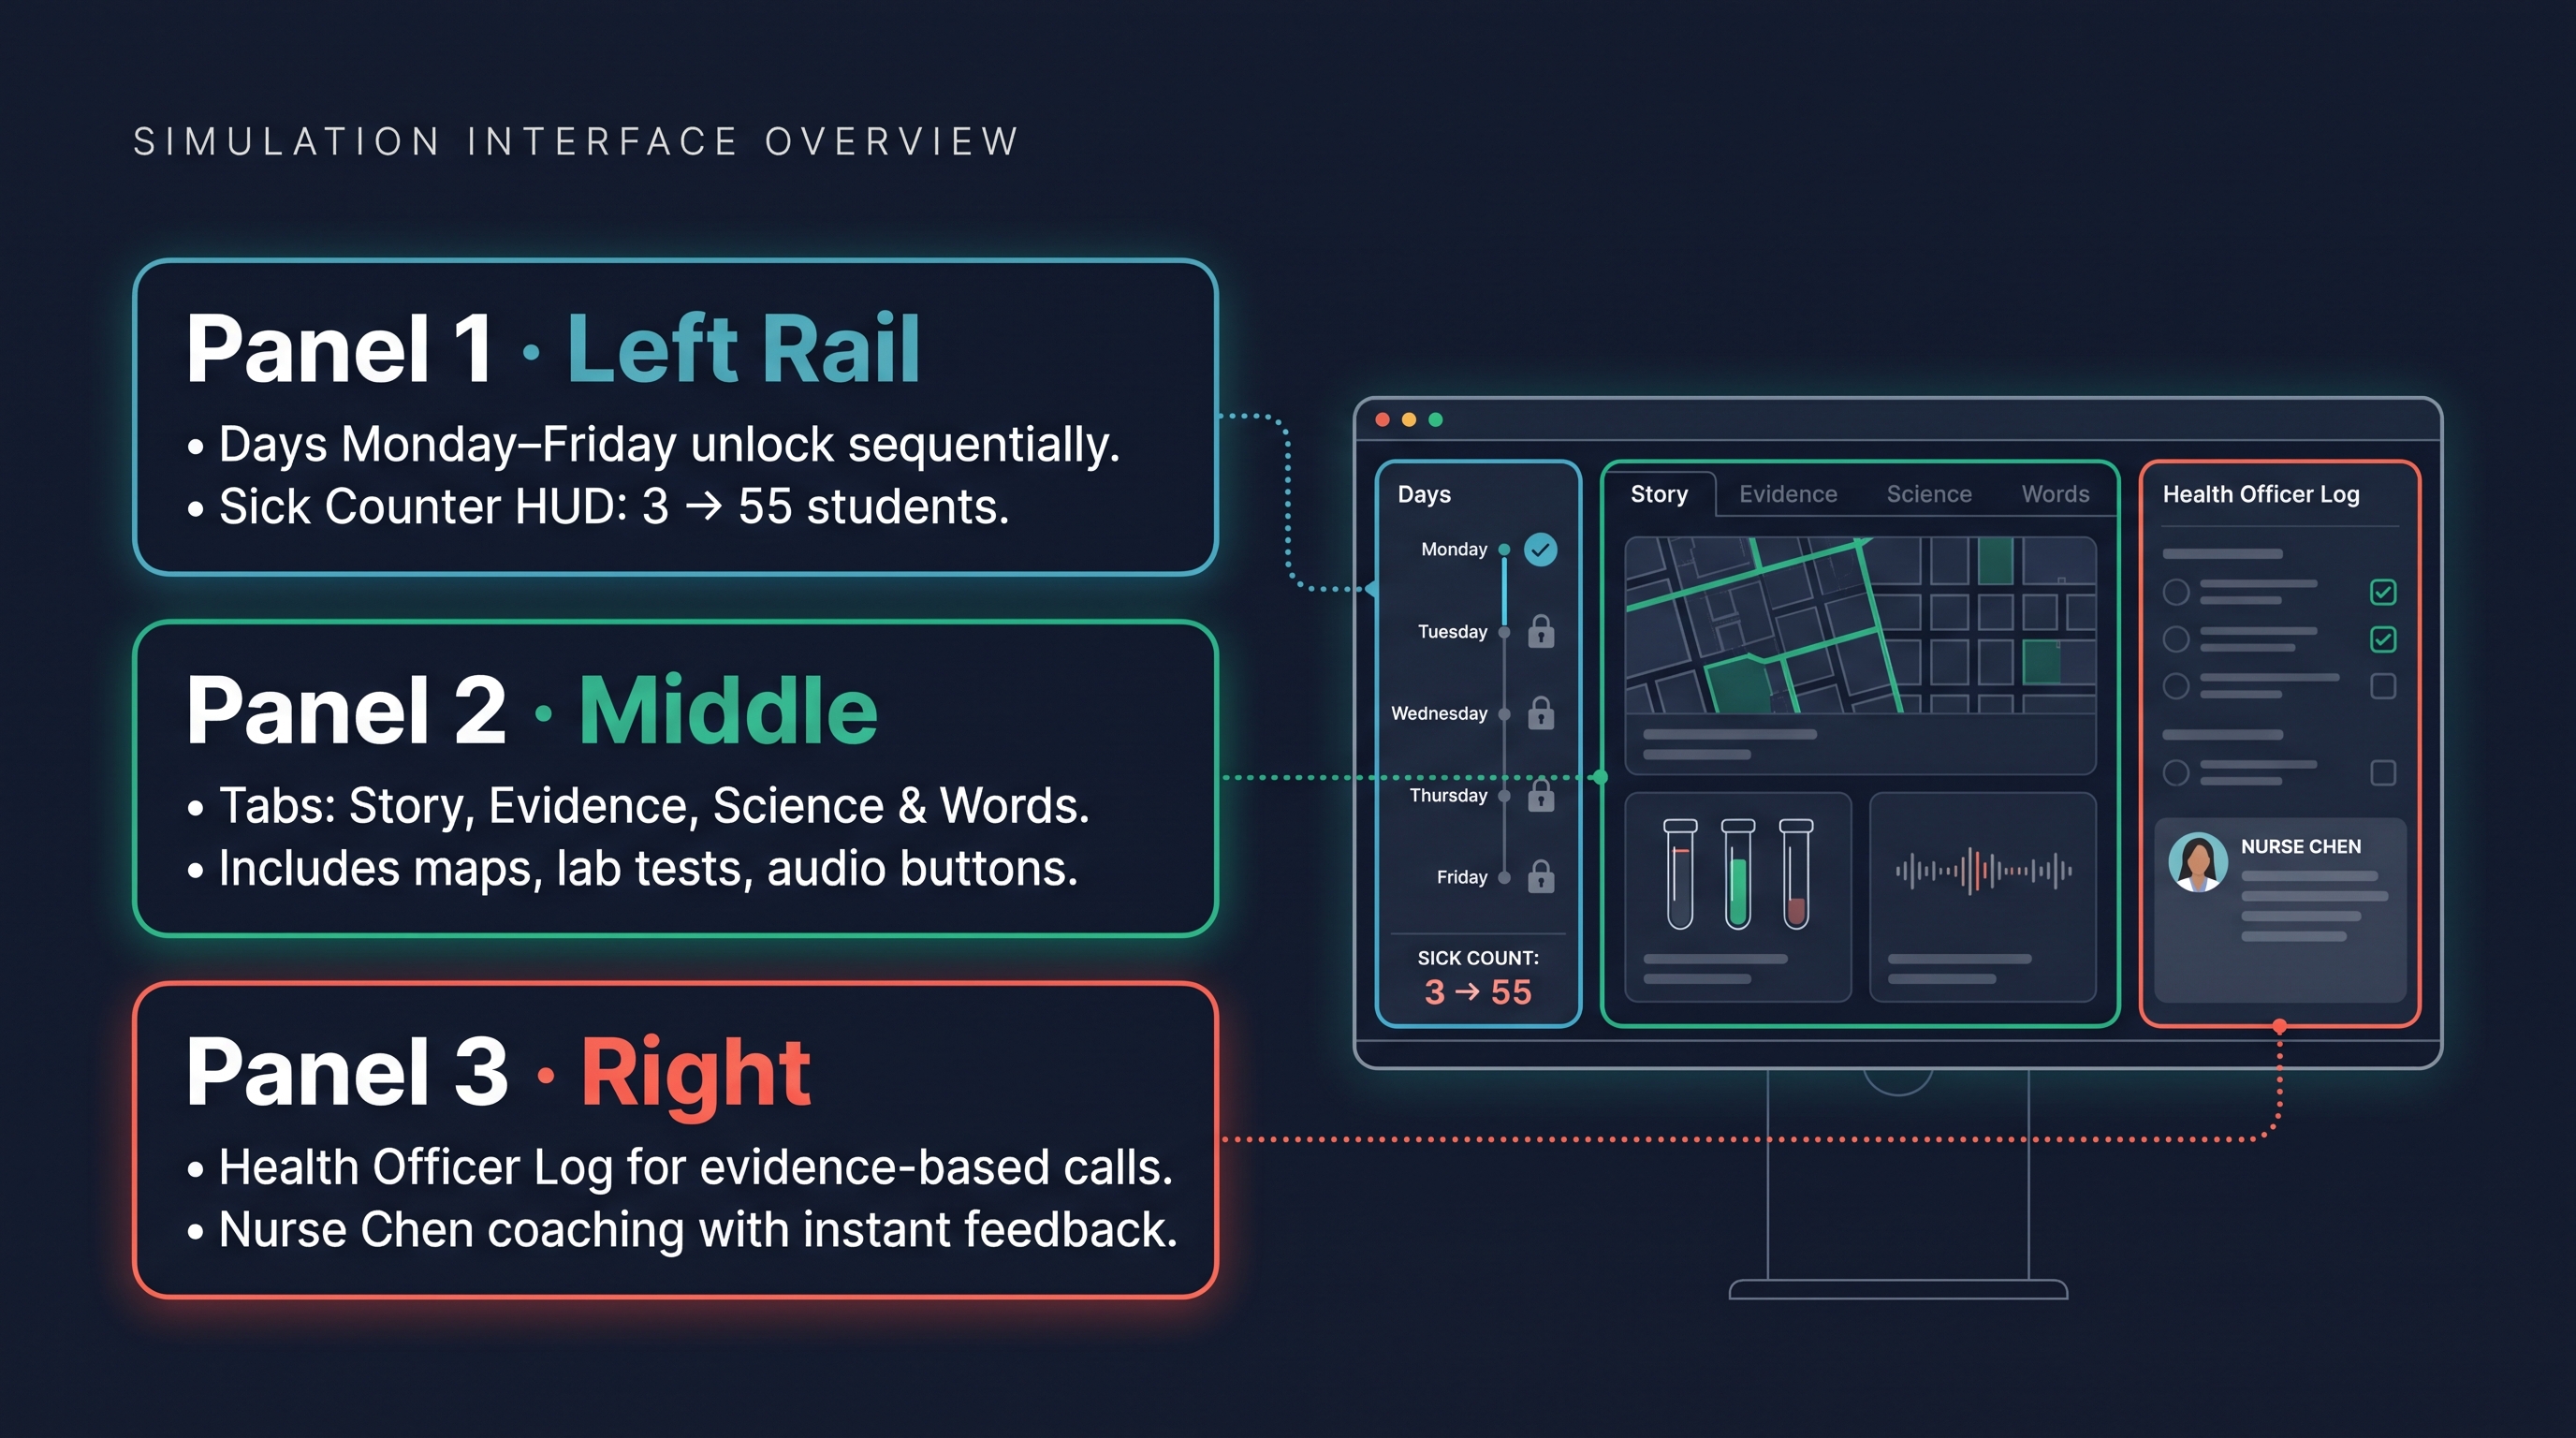 SIMULATION INTERFACE OVERVIEW
Panel 1 · Left Rail
• Days Monday–Friday unlock sequentially.
• Sick Counter HUD: 3 → 55 students.
Panel 2 · Middle
• Tabs: Story, Evidence, Science & Words.
• Includes maps, lab tests, audio buttons.
Panel 3 · Right
• Health Officer Log for evidence-based calls.
• Nurse Chen coaching with instant feedback.
Days
Monday
Tuesday
Wednesday
Thursday
Friday
SICK COUNT:
3 → 55
Story Evidence Science Words
Health Officer Log
NURSE CHEN